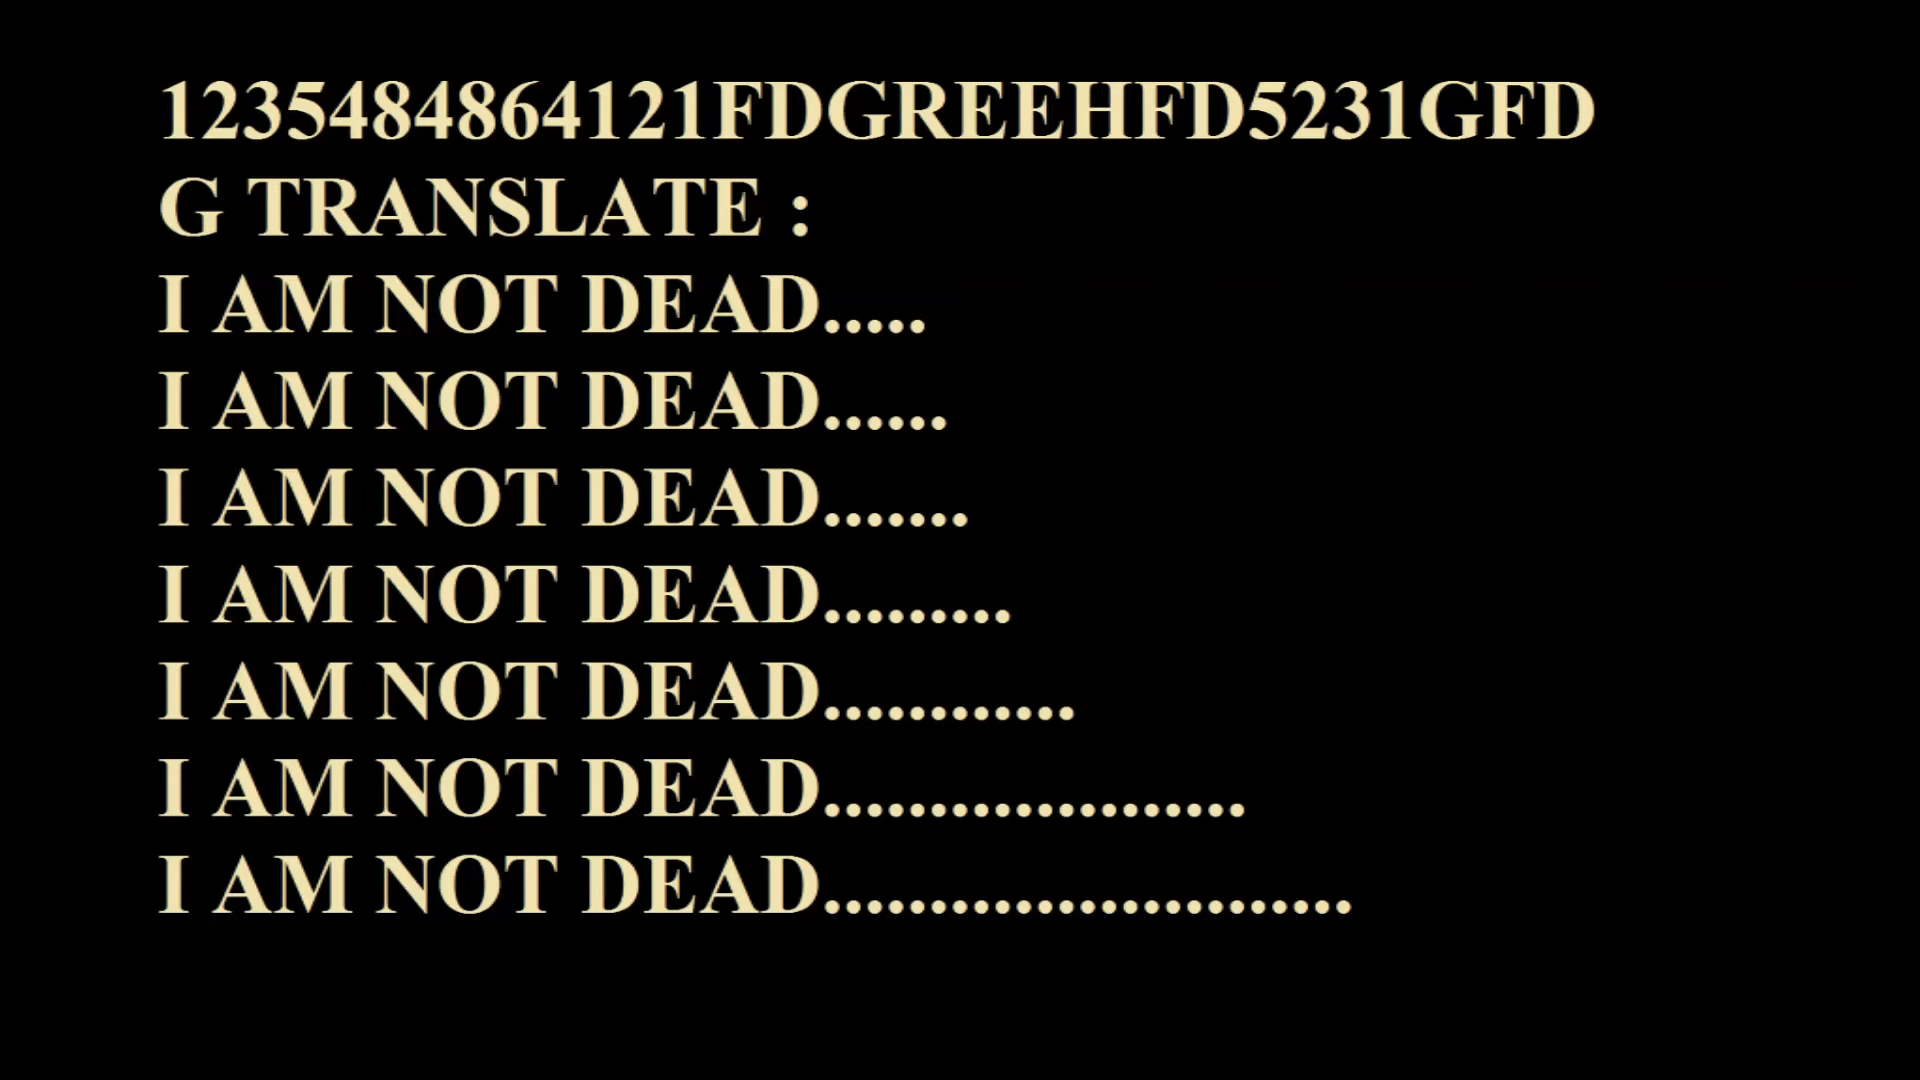 1235484864121FDGREEHFD5231GFD
G TRANSLATE :
I AM NOT DEAD.....
I AM NOT DEAD......
I AM NOT DEAD.......
I AM NOT DEAD.........
I AM NOT DEAD............
I AM NOT DEAD....................
I AM NOT DEAD.........................